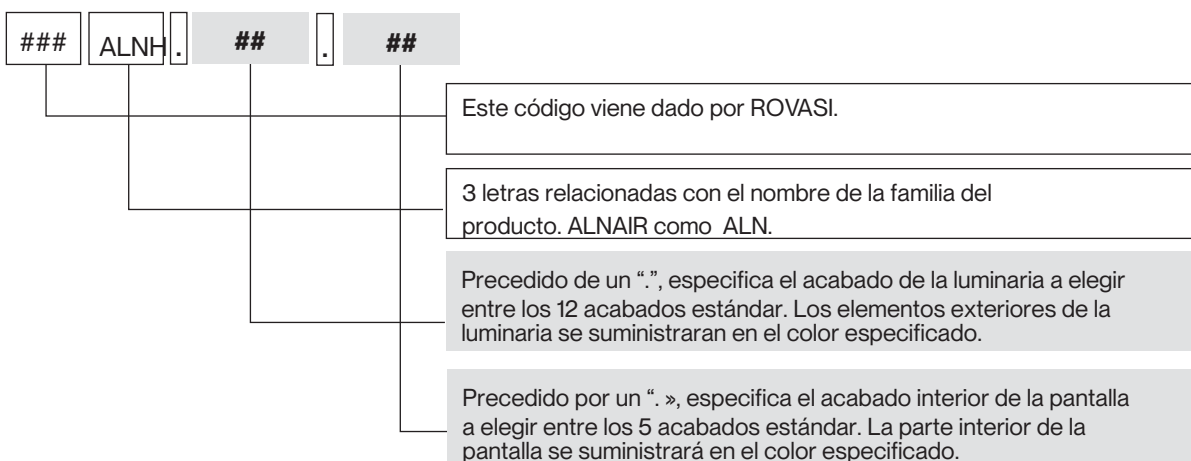 ### ALNH . ## . ##
Este código viene dado por ROVASI.
3 letras relacionadas con el nombre de la familia del
producto. ALNAIR como ALN.
Precedido de un “.”, especifica el acabado de la luminaria a elegir
entre los 12 acabados estándar. Los elementos exteriores de la
luminaria se suministraran en el color especificado.
Precedido por un “. », especifica el acabado interior de la pantalla
a elegir entre los 5 acabados estándar. La parte interior de la
pantalla se suministrará en el color especificado.